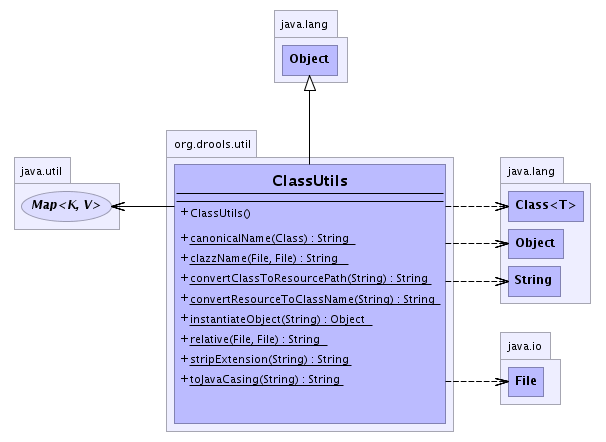 java.lang
Object
org.drools.util
java.util
Map<K, V>
ClassUtils
+ ClassUtils()
+ canonicalName(Class) : String
+ clazzName(File, File) : String
+ convertClassToResourcePath(String) : String
+ convertResourceToClassName(String) : String
+ instantiateObject(String) : Object
+ relative(File, File) : String
+ stripExtension(String) : String
+ toJavaCasing(String) : String
java.lang
Class<T>
Object
String
java.io
File